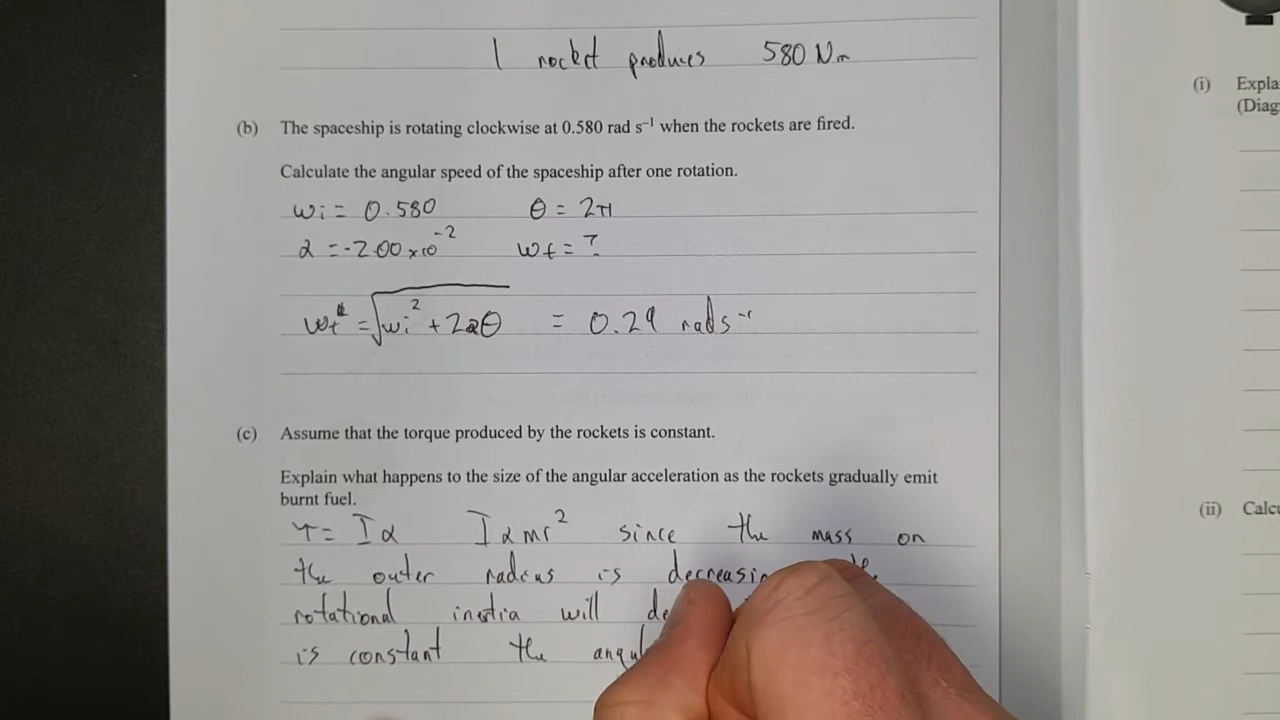 1 rocket produces 580 Nm
(b) The spaceship is rotating clockwise at 0.580 rad s⁻¹ when the rockets are fired.
Calculate the angular speed of the spaceship after one rotation.
ωi = 0.580 θ = 2π
α = -2.00 × 10⁻² ωf = ?
ωf = √ωi² + 2αθ = 0.29 rads⁻¹
(c) Assume that the torque produced by the rockets is constant.
Explain what happens to the size of the angular acceleration as the rockets gradually emit
burnt fuel.
τ = Iα I α mr² since the mass on
the outer radius is
rotational inertia will
is constant the
(i) Expla
(Diag
(ii) Calcu